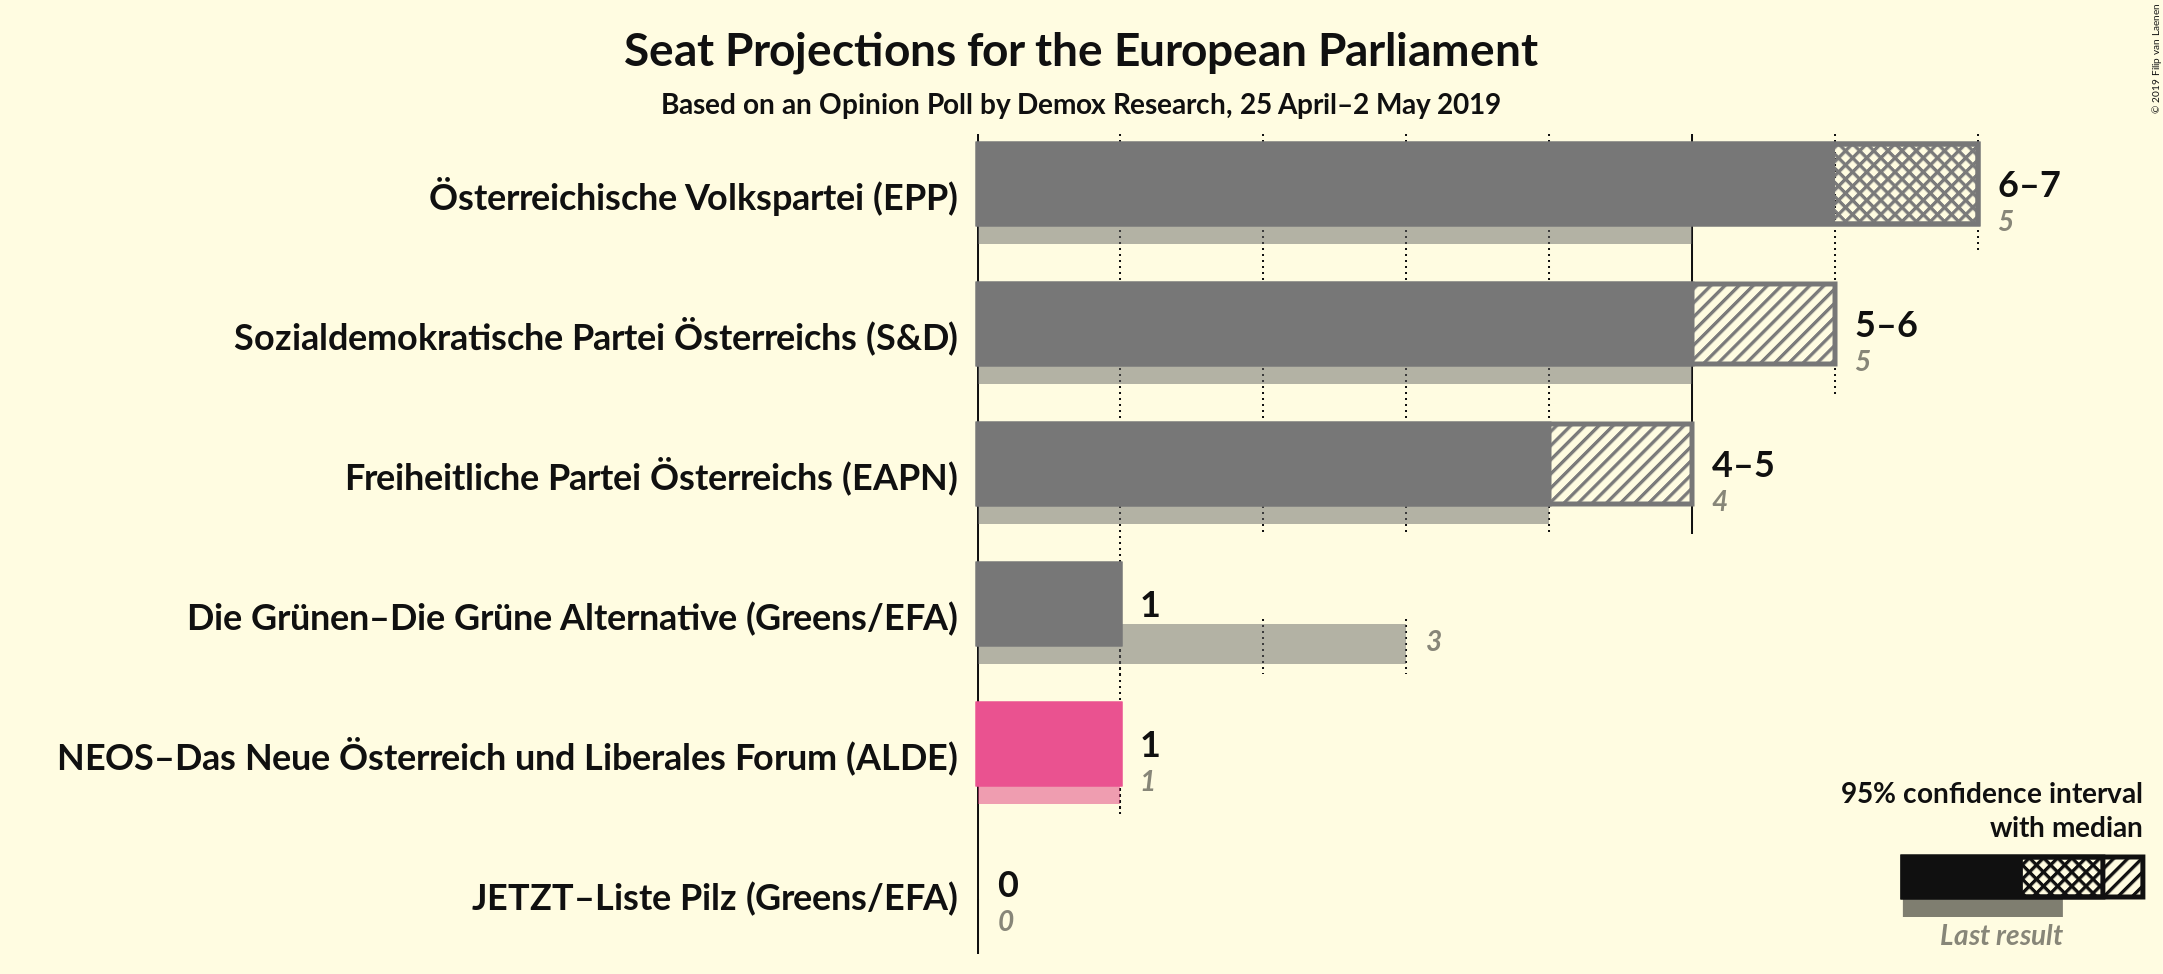 Seat Projections for the European Parliament
Based on an Opinion Poll by Demox Research, 25 April–2 May 2019
© 2019 Filip van Laenen
Österreichische Volkspartei (EPP)
6–7
5
Sozialdemokratische Partei Österreichs (S&D)
5–6
5
Freiheitliche Partei Österreichs (EAPN)
4–5
4
Die Grünen–Die Grüne Alternative (Greens/EFA)
1
3
NEOS–Das Neue Österreich und Liberales Forum (ALDE)
1
1
JETZT–Liste Pilz (Greens/EFA)
0
0
95% confidence interval
with median
Last result